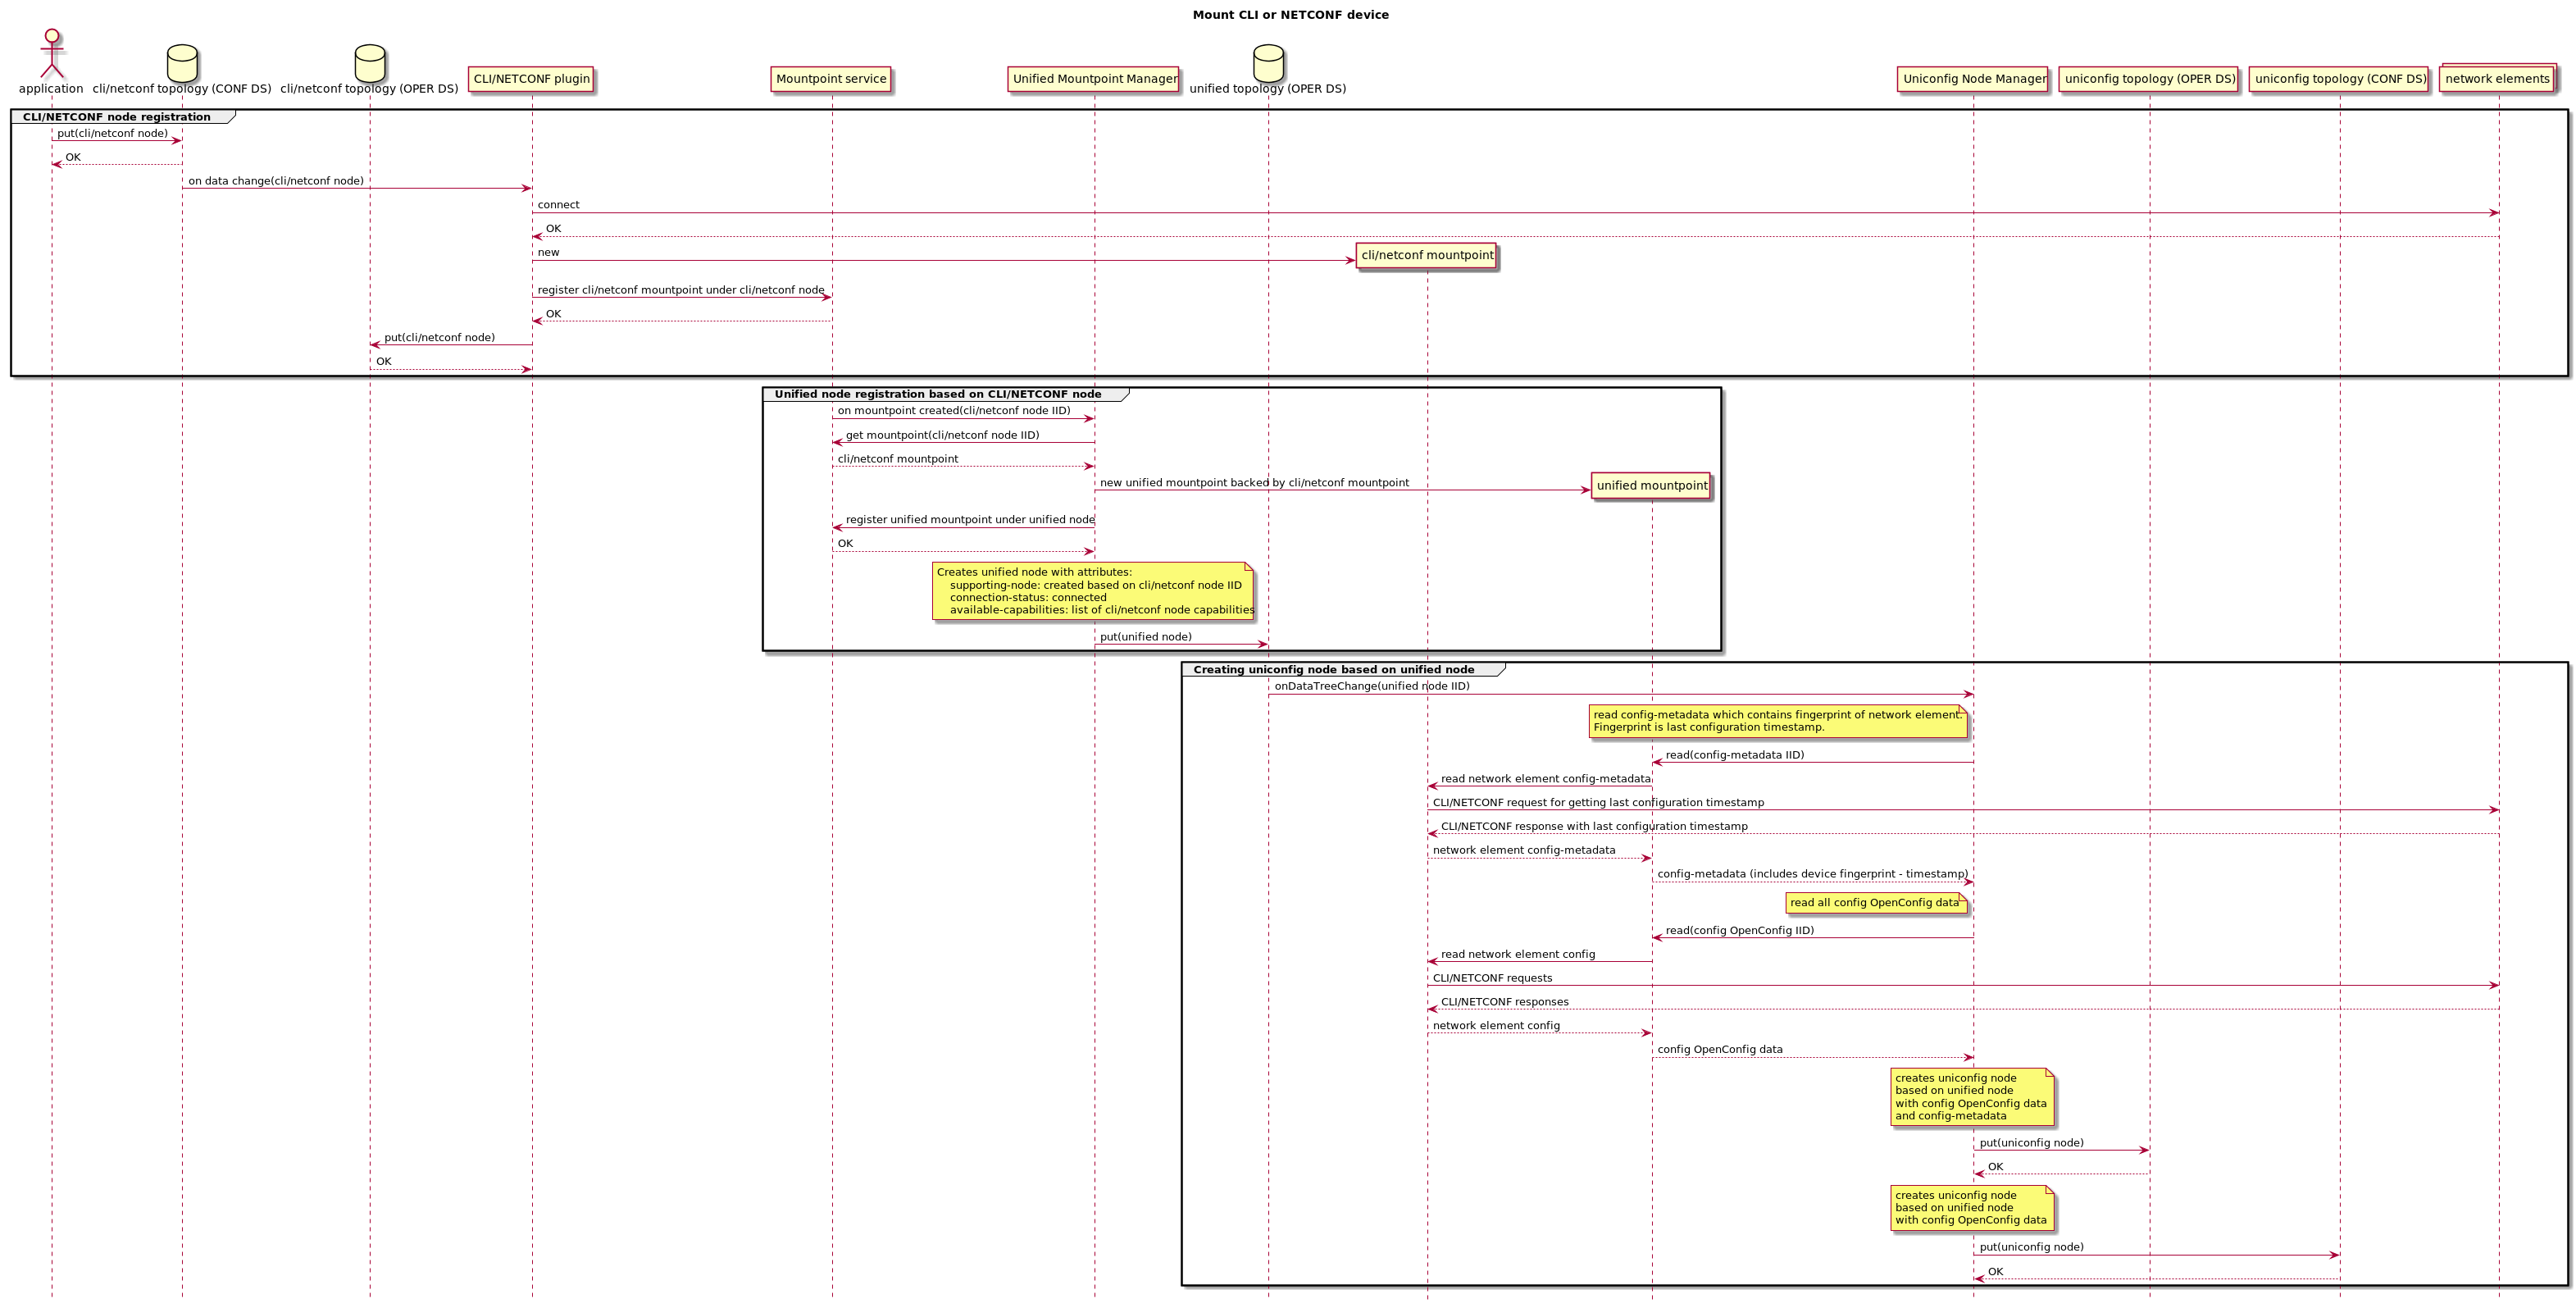 Mount CLI or NETCONF device
application
cli/netconf topology (CONF DS)
cli/netconf topology (OPER DS)
CLI/NETCONF plugin
Mountpoint service
Unified Mountpoint Manager
unified topology (OPER DS)
Uniconfig Node Manager
uniconfig topology (OPER DS)
uniconfig topology (CONF DS)
network elements
CLI/NETCONF node registration
put(cli/netconf node)
OK
on data change(cli/netconf node)
connect
OK
new
cli/netconf mountpoint
register cli/netconf mountpoint under cli/netconf node
OK
put(cli/netconf node)
OK
Unified node registration based on CLI/NETCONF node
on mountpoint created(cli/netconf node IID)
get mountpoint(cli/netconf node IID)
cli/netconf mountpoint
new unified mountpoint backed by cli/netconf mountpoint
unified mountpoint
register unified mountpoint under unified node
OK
Creates unified node with attributes:
supporting-node: created based on cli/netconf node IID
connection-status: connected
available-capabilities: list of cli/netconf node capabilities
put(unified node)
Creating uniconfig node based on unified node
onDataTreeChange(unified node IID)
read config-metadata which contains fingerprint of network element.
Fingerprint is last configuration timestamp.
read(config-metadata IID)
read network element config-metadata
CLI/NETCONF request for getting last configuration timestamp
CLI/NETCONF response with last configuration timestamp
network element config-metadata
config-metadata (includes device fingerprint - timestamp)
read all config OpenConfig data
read(config OpenConfig IID)
read network element config
CLI/NETCONF requests
CLI/NETCONF responses
network element config
config OpenConfig data
creates uniconfig node
based on unified node
with config OpenConfig data
and config-metadata
put(uniconfig node)
OK
creates uniconfig node
based on unified node
with config OpenConfig data
put(uniconfig node)
OK